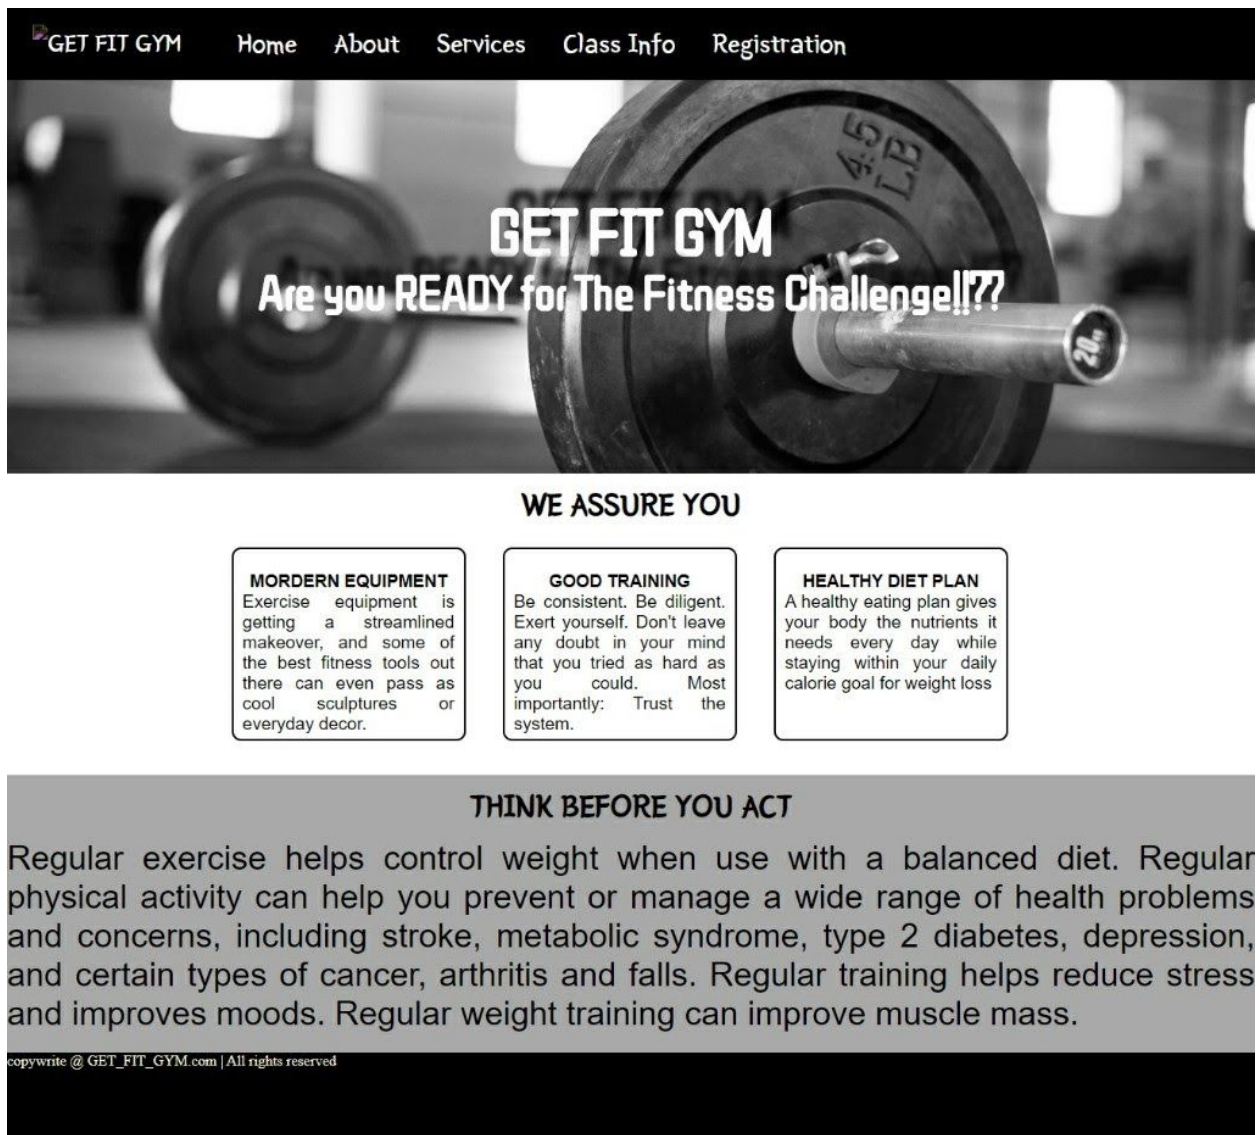 GET FIT GYM Home About Services Class Info Registration
45
LB
GET FIT GYM
Are you READY for The Fitness Challenge!!??
20
WE ASSURE YOU
MORDERN EQUIPMENT
Exercise equipment is
getting a streamlined
makeover, and some of
the best fitness tools out
there can even pass as
cool sculptures or
everyday decor.
GOOD TRAINING
Be consistent. Be diligent.
Exert yourself. Don't leave
any doubt in your mind
that you tried as hard as
you could. Most
importantly: Trust the
system.
HEALTHY DIET PLAN
A healthy eating plan gives
your body the nutrients it
needs every day while
staying within your daily
calorie goal for weight loss
THINK BEFORE YOU ACT
Regular exercise helps control weight when use with a balanced diet. Regular
physical activity can help you prevent or manage a wide range of health problems
and concerns, including stroke, metabolic syndrome, type 2 diabetes, depression,
and certain types of cancer, arthritis and falls. Regular training helps reduce stress
and improves moods. Regular weight training can improve muscle mass.
copywrite @ GET_FIT_GYM.com | All rights reserved